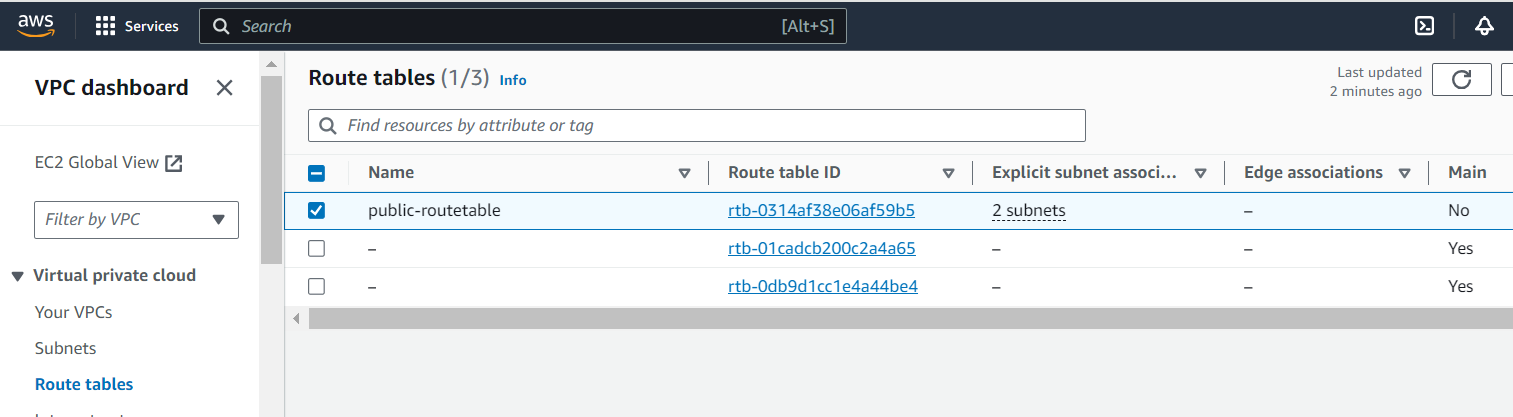 aws Services Search [Alt+S]
VPC dashboard
EC2 Global View
Filter by VPC
Virtual private cloud
Your VPCs
Subnets
Route tables
Route tables (1/3) Info
Last updated
2 minutes ago
Find resources by attribute or tag
Name Route table ID Explicit subnet associ... Edge associations Main
public-routetable rtb-0314af38e06af59b5 2 subnets – No
– rtb-01cadcb200c2a4a65 – – Yes
– rtb-0db9d1cc1e4a44be4 – – Yes